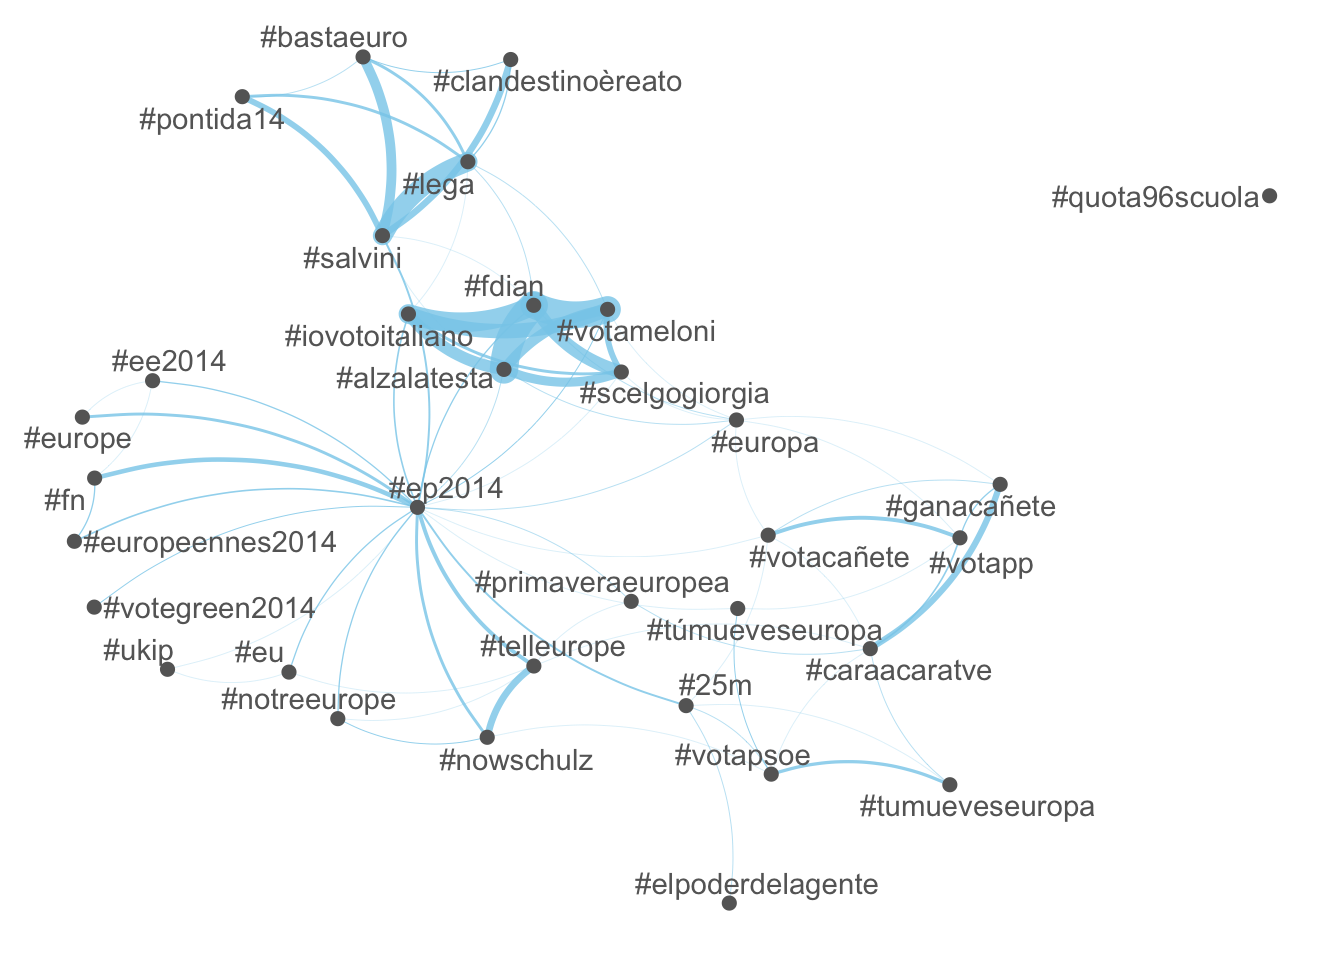 #bastaeuro
#clandestinoèreato
#pontida14
#lega
#quota96scuola
#salvini
#fdian
#iovotoitaliano
#votameloni
#ee2014
#alzalatesta
#scelgogiorgia
#europe
#europa
#fn
#ep2014
#ganacañete
#europeennes2014
#votacañete
#votapp
#primaveraeuropea
#votegreen2014
#túmueveseuropa
#ukip
#eu
#telleurope
#caraacaratve
#25m
#notreeurope
#nowschulz
#votapsoe
#tumueveseuropa
#elpoderdelagente